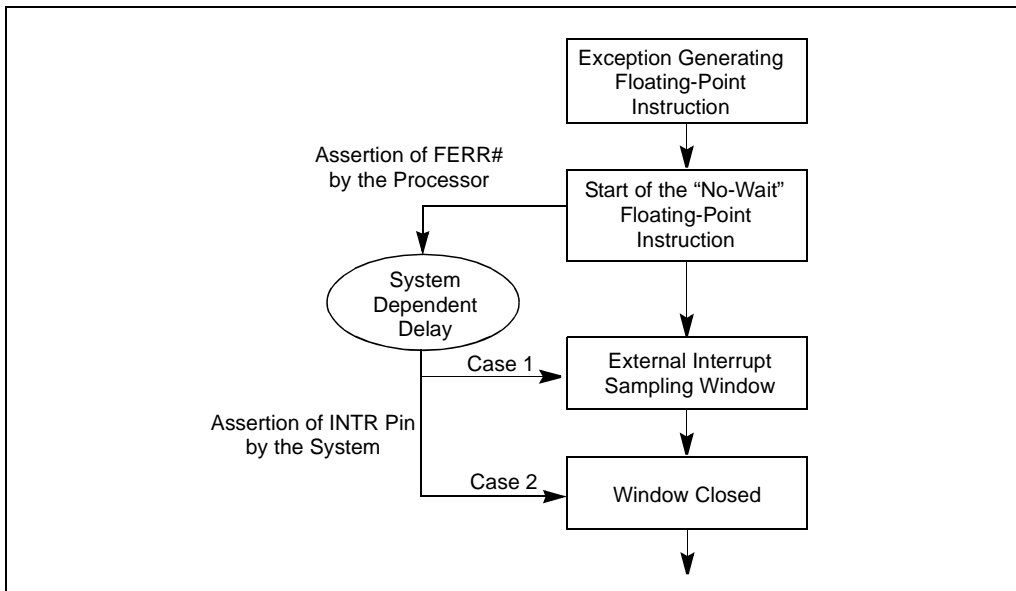 Exception Generating
Floating-Point
Instruction
Assertion of FERR#
by the Processor
Start of the “No-Wait”
Floating-Point
Instruction
System
Dependent
Delay
Case 1
External Interrupt
Sampling Window
Assertion of INTR Pin
by the System
Case 2
Window Closed